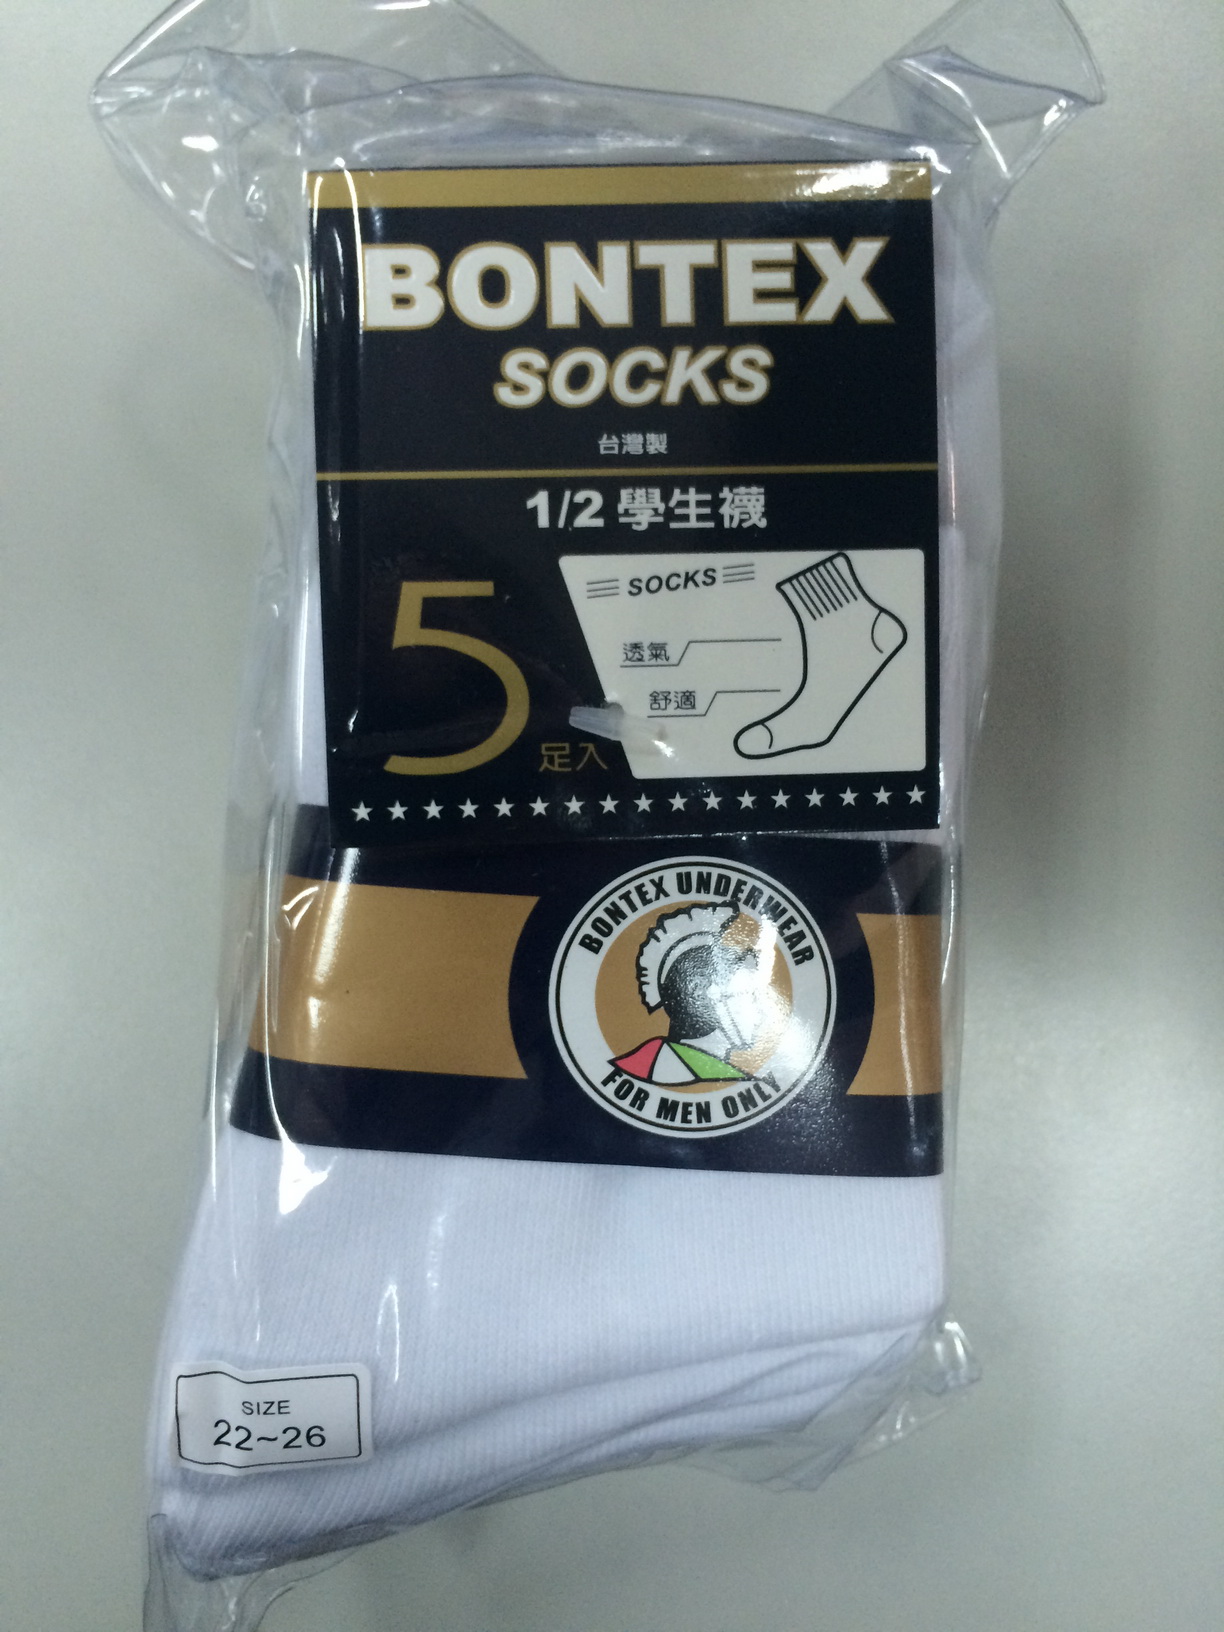 BONTEX
SOCKS
台灣製
1/2 學生襪
5 足入
SOCKS
透氣
舒適
BONTEX UNDERWEAR
FOR MEN ONLY
SIZE
22~26